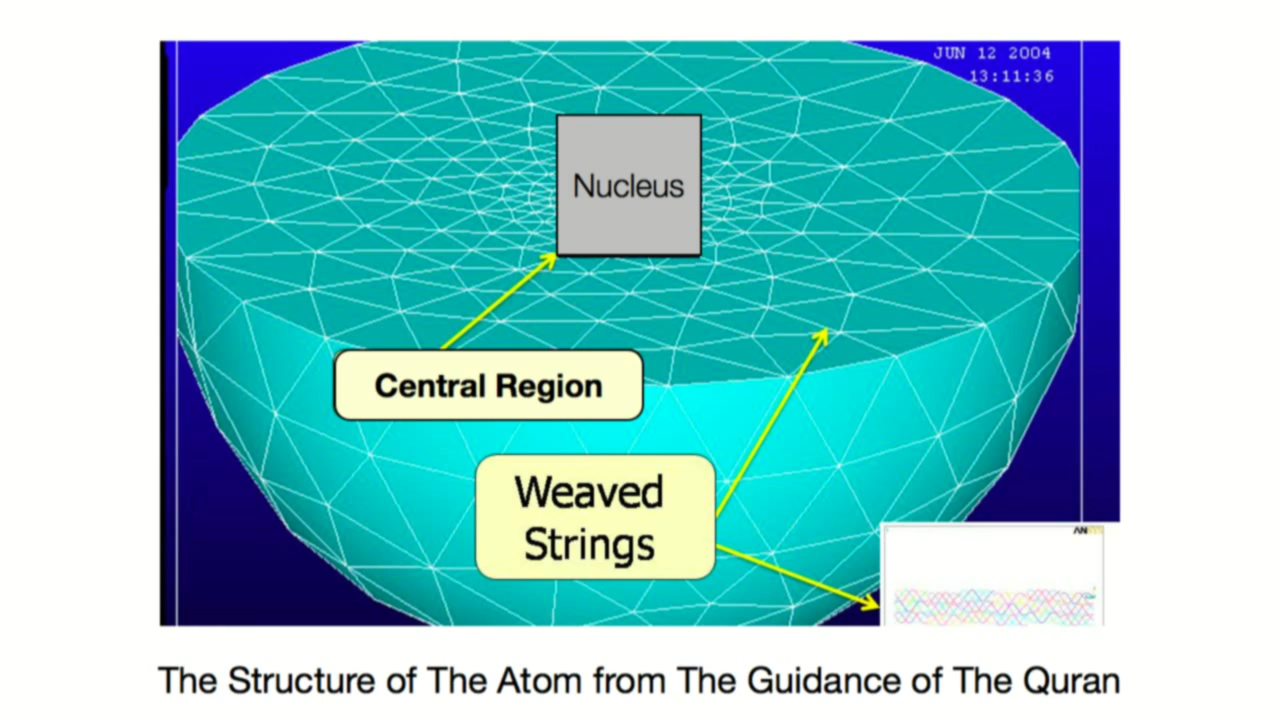 JUN 12 2004
13:11:36
Nucleus
Central Region
Weaved
Strings
The Structure of The Atom from The Guidance of The Quran